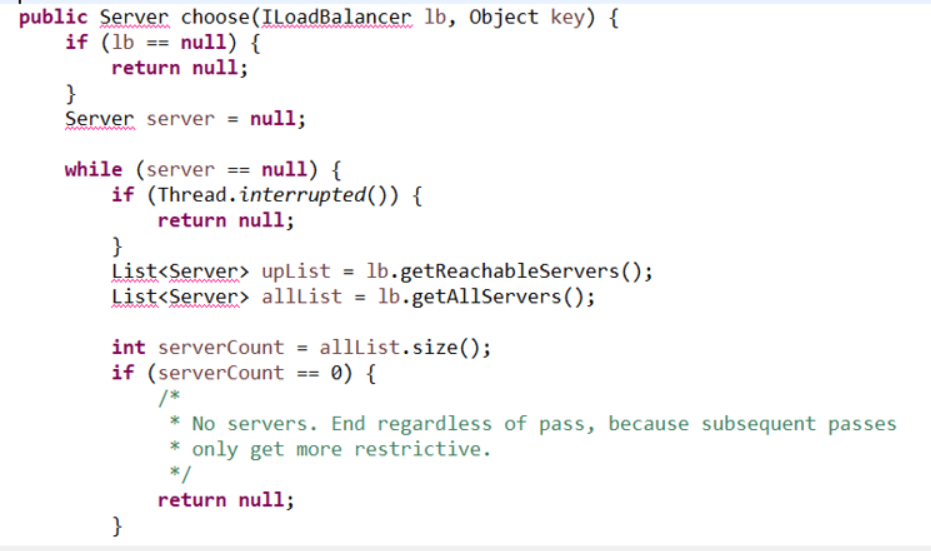 public Server choose(ILoadBalancer lb, Object key) {
    if (lb == null) {
        return null;
    }
    Server server = null;

    while (server == null) {
        if (Thread.interrupted()) {
            return null;
        }
        List<Server> upList = lb.getReachableServers();
        List<Server> allList = lb.getAllServers();

        int serverCount = allList.size();
        if (serverCount == 0) {
            /*
             * No servers. End regardless of pass, because subsequent passes
             * only get more restrictive.
             */
            return null;
        }